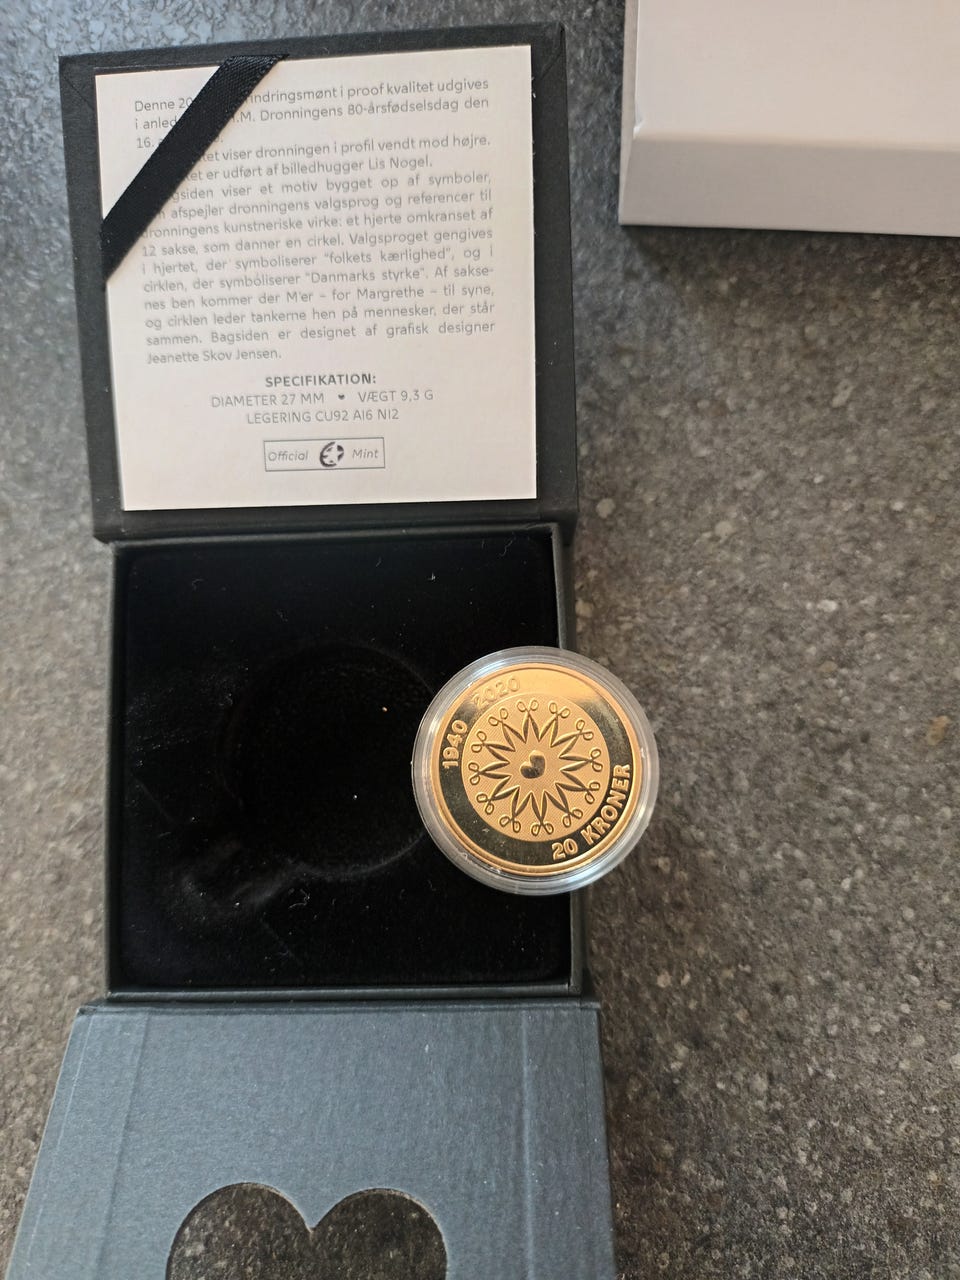 Denne 20 indringsmønt i proof kvalitet udgives
i anled .M. Dronningens 80-årsfødselsdag den
16.
et viser dronningen i profil vendt mod højre.
ket er udført af billedhugger Lis Nogel.
gsiden viser et motiv bygget op af symboler,
afspejler dronningens valgsprog og referencer til
dronningens kunstneriske virke: et hjerte omkranset af
12 sakse, som danner en cirkel. Valgsproget gengives
i hjertet, der symboliserer "folkets kærlighed", og i
cirklen, der symboliserer "Danmarks styrke". Af sakse-
nes ben kommer der M'er – for Margrethe – til syne,
og cirklen leder tankerne hen på mennesker, der står
sammen. Bagsiden er designet af grafisk designer
Jeanette Skov Jensen.
SPECIFIKATION:
DIAMETER 27 MM ♥ VÆGT 9,3 G
LEGERING CU92 Al6 NI2
Official Mint
1940 2020
20 KRONER